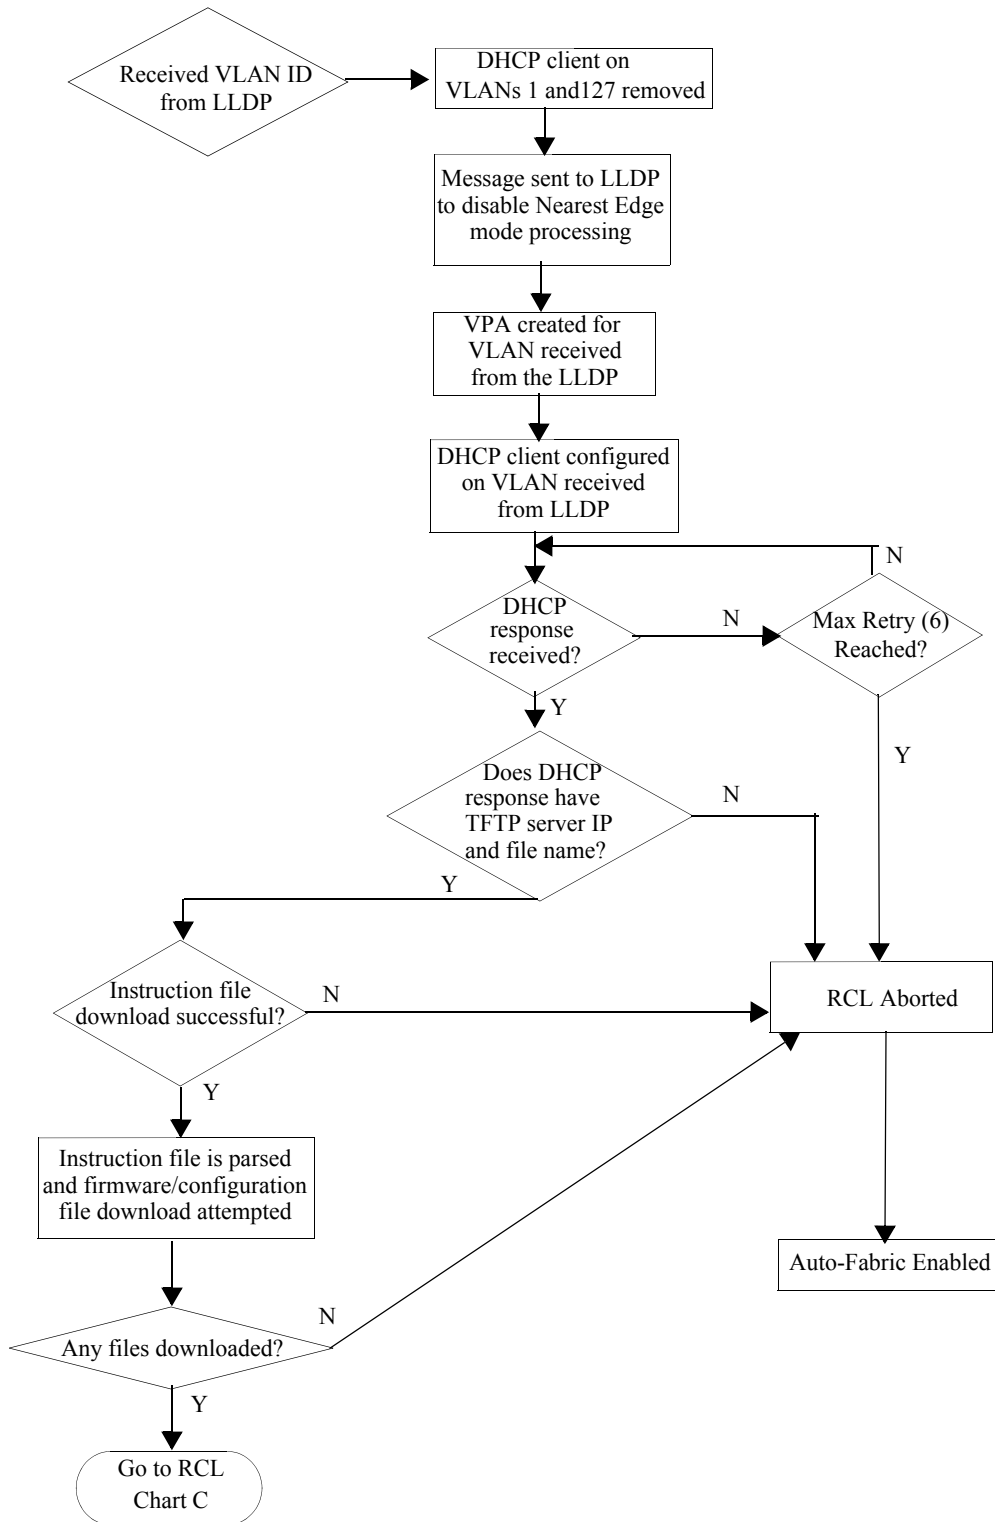 Received VLAN ID
from LLDP
DHCP client on
VLANs 1 and127 removed
Message sent to LLDP
to disable Nearest Edge
mode processing
VPA created for
VLAN received
from the LLDP
DHCP client configured
on VLAN received
from LLDP
N
DHCP
response
received?
N
Max Retry (6)
Reached?
Y
Y
Does DHCP
response have
TFTP server IP
and file name?
N
Y
Instruction file
download successful?
N
RCL Aborted
Y
Instruction file is parsed
and firmware/configuration
file download attempted
Auto-Fabric Enabled
N
Any files downloaded?
Y
Go to RCL
Chart C